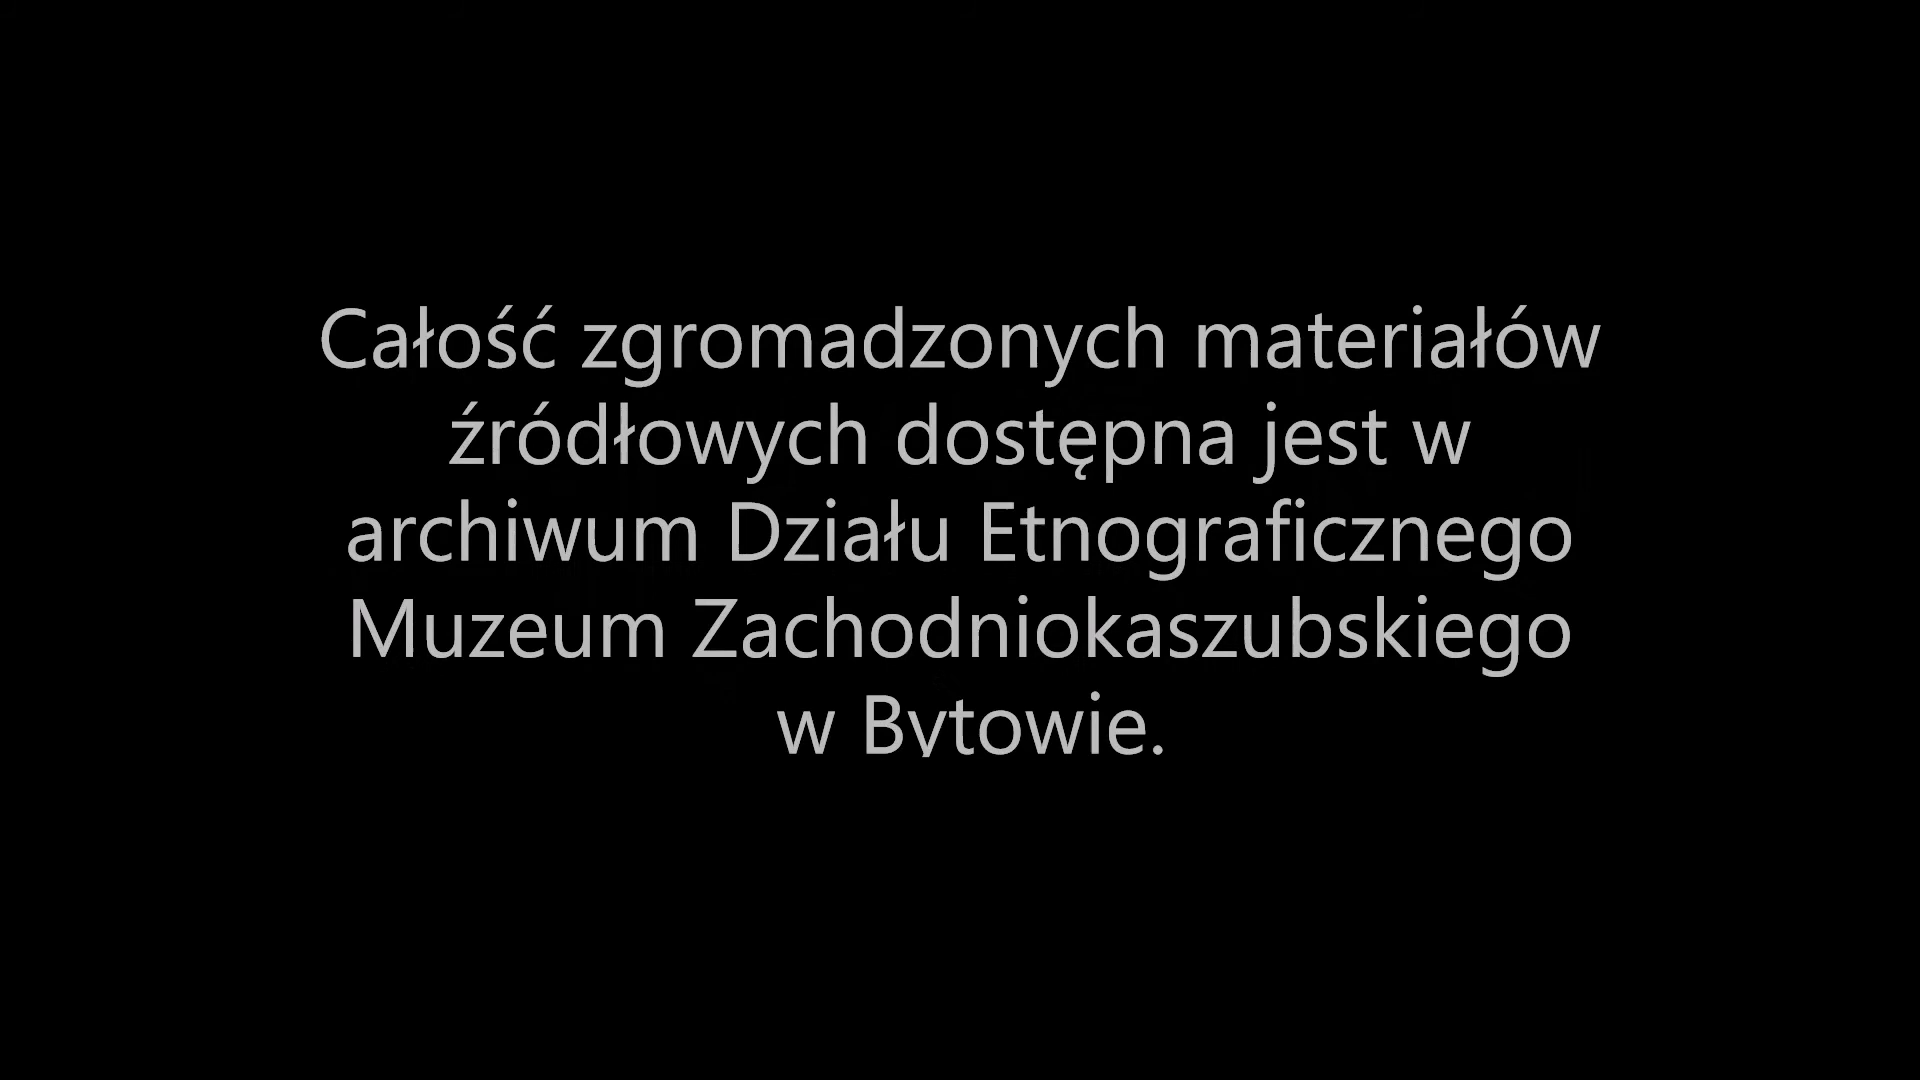 Całość zgromadzonych materiałów
źródłowych dostępna jest w
archiwum Działu Etnograficznego
Muzeum Zachodniokaszubskiego
w Bytowie.